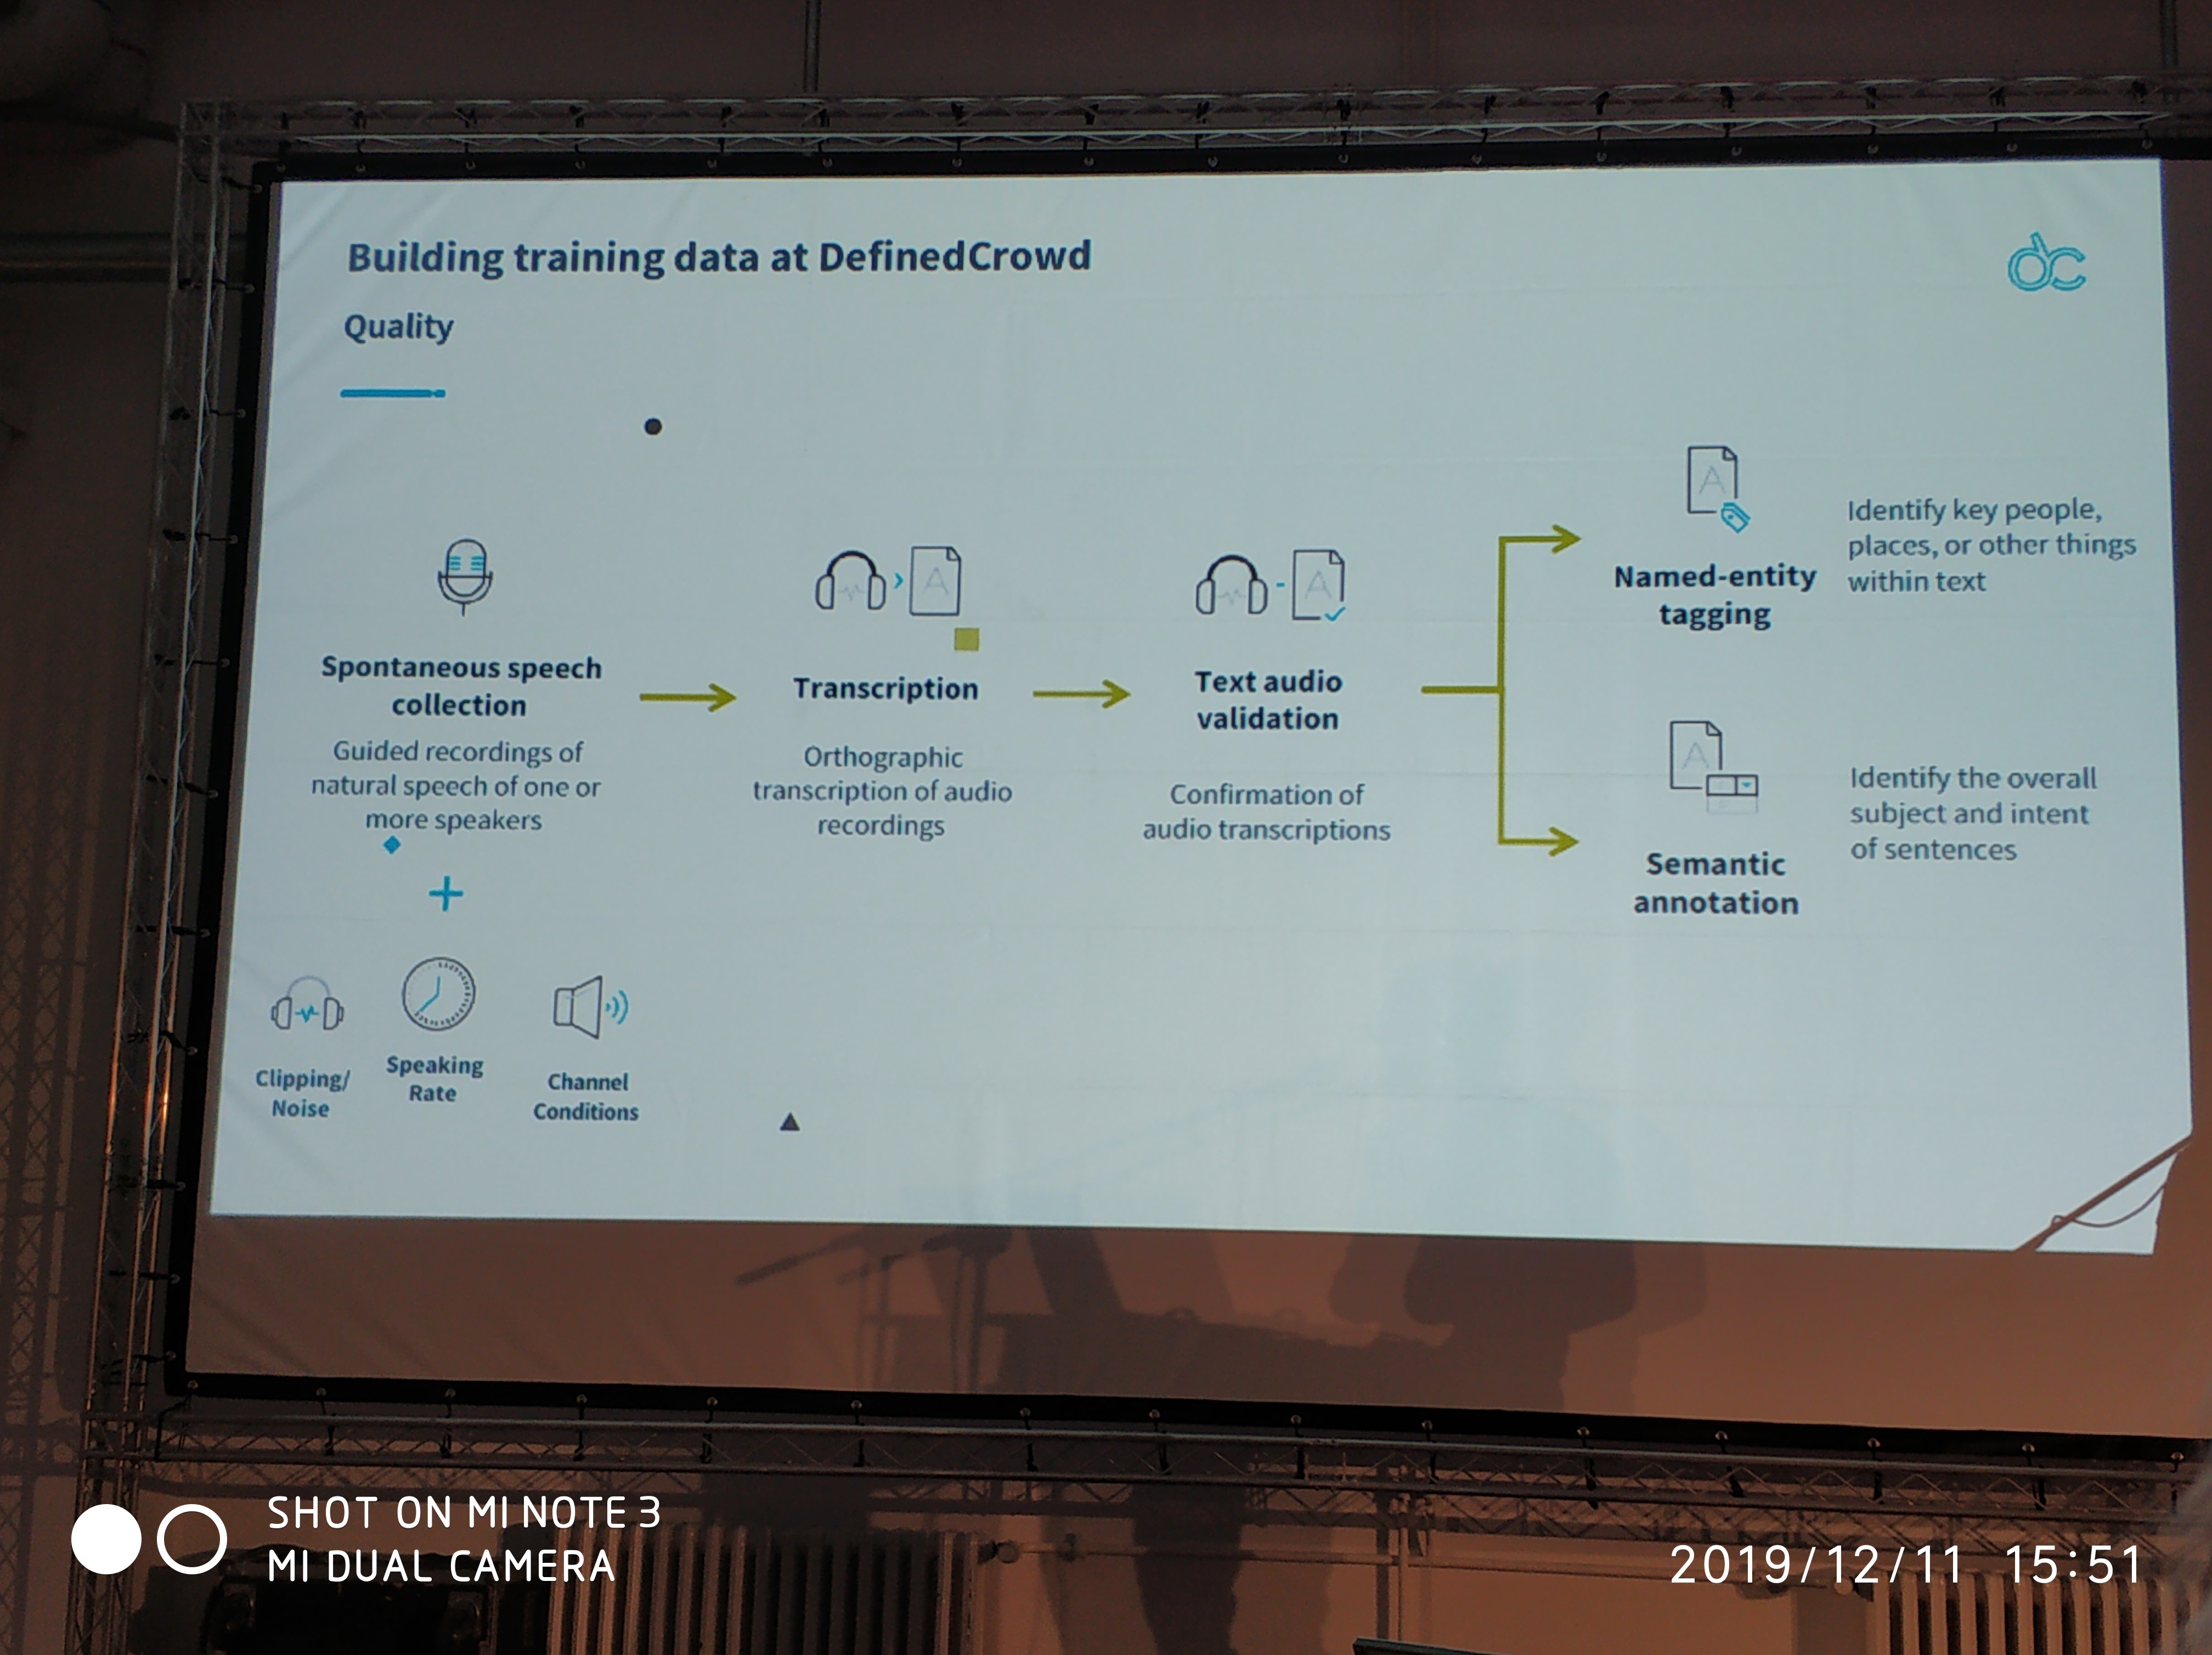 Building training data at DefinedCrowd
dc
Quality
Spontaneous speech
collection
Guided recordings of
natural speech of one or
more speakers
+
Clipping/
Noise
Speaking
Rate
Channel
Conditions
Transcription
Orthographic
transcription of audio
recordings
Text audio
validation
Confirmation of
audio transcriptions
Named-entity
tagging
Identify key people,
places, or other things
within text
Semantic
annotation
Identify the overall
subject and intent
of sentences
SHOT ON MI NOTE 3
MI DUAL CAMERA
2019/12/11 15:51